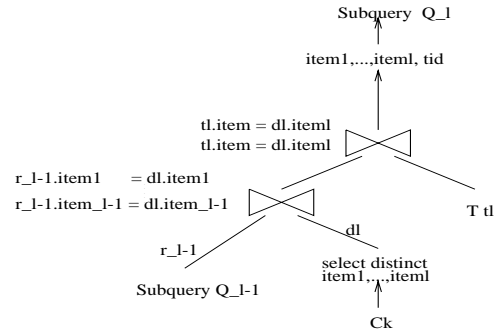 Subquery Q_l
item1,...,iteml, tid
tl.item = dl.iteml
tl.item = dl.iteml
r_l-1.item1 = dl.item1
r_l-1.item_l-1 = dl.item_l-1
T tl
dl
r_l-1
select distinct
item1,...,iteml
Subquery Q_l-1
Ck